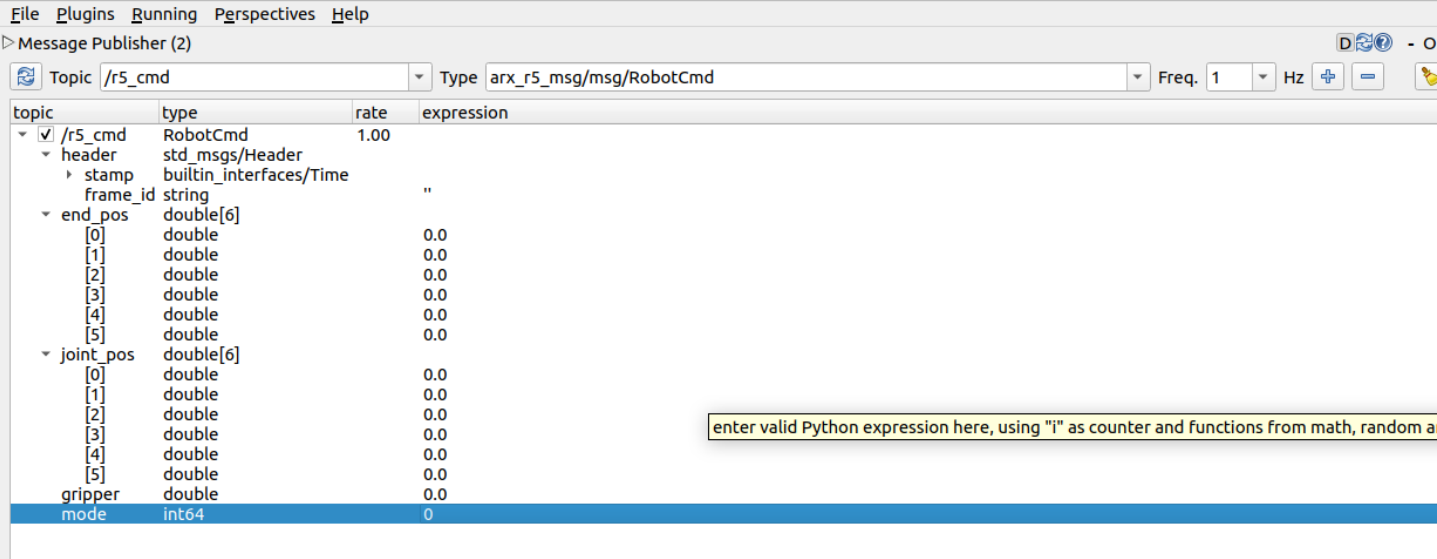 File Plugins Running Perspectives Help
Message Publisher (2) D - O
Topic /r5_cmd Type arx_r5_msg/msg/RobotCmd Freq. 1 Hz
topic type rate expression
/r5_cmd RobotCmd 1.00
header std_msgs/Header
stamp builtin_interfaces/Time
frame_id string ''
end_pos double[6]
[0] double 0.0
[1] double 0.0
[2] double 0.0
[3] double 0.0
[4] double 0.0
[5] double 0.0
joint_pos double[6]
[0] double 0.0
[1] double 0.0
[2] double 0.0
[3] double 0.0
[4] double 0.0
[5] double 0.0
enter valid Python expression here, using "i" as counter and functions from math, random
gripper double 0.0
mode int64 0